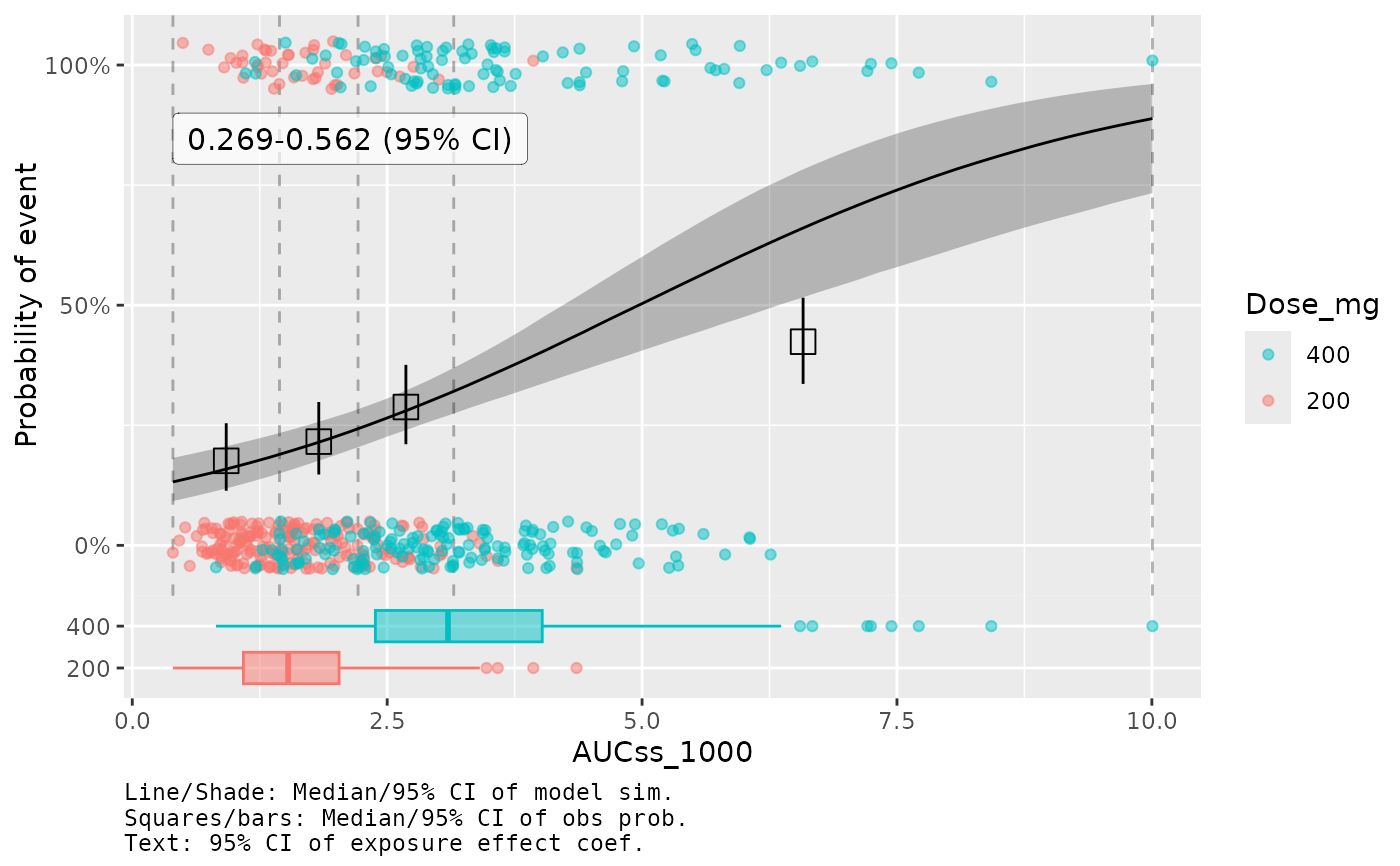 100%
0.269-0.562 (95% CI)
Probability of event
50%
Dose_mg
400
200
0%
400
200
0.0 2.5 5.0 7.5 10.0
AUCss_1000
Line/Shade: Median/95% CI of model sim.
Squares/bars: Median/95% CI of obs prob.
Text: 95% CI of exposure effect coef.